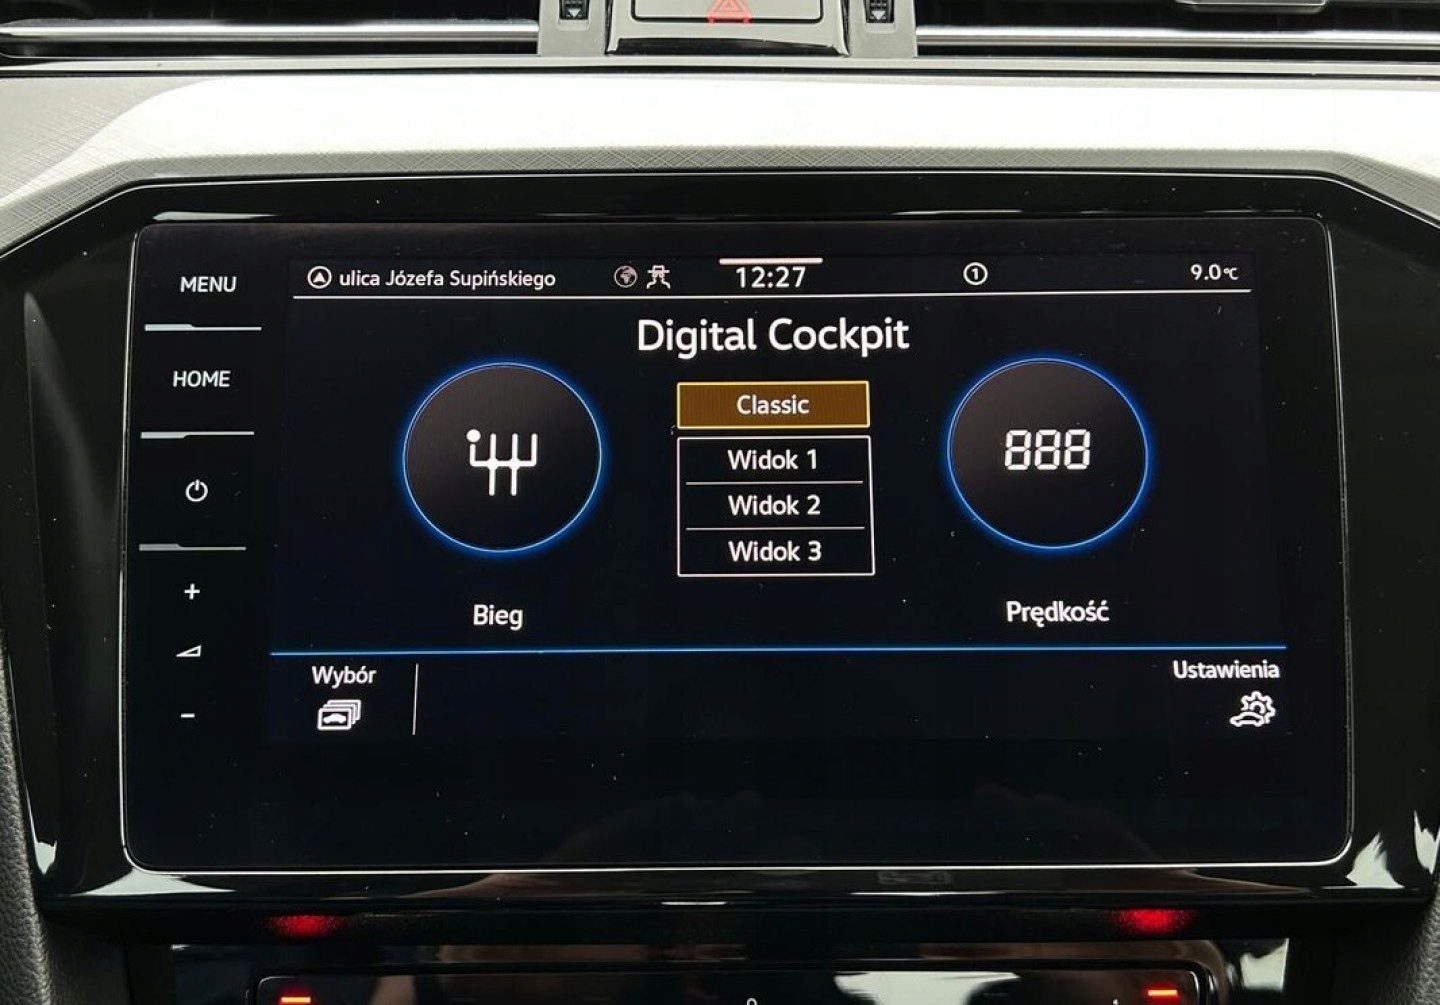 MENU
HOME
ulica Józefa Supińskiego
12:27
1
9.0°C
Digital Cockpit
Classic
Widok 1
Widok 2
Widok 3
888
Bieg
Prędkość
Wybór
Ustawienia
+
-